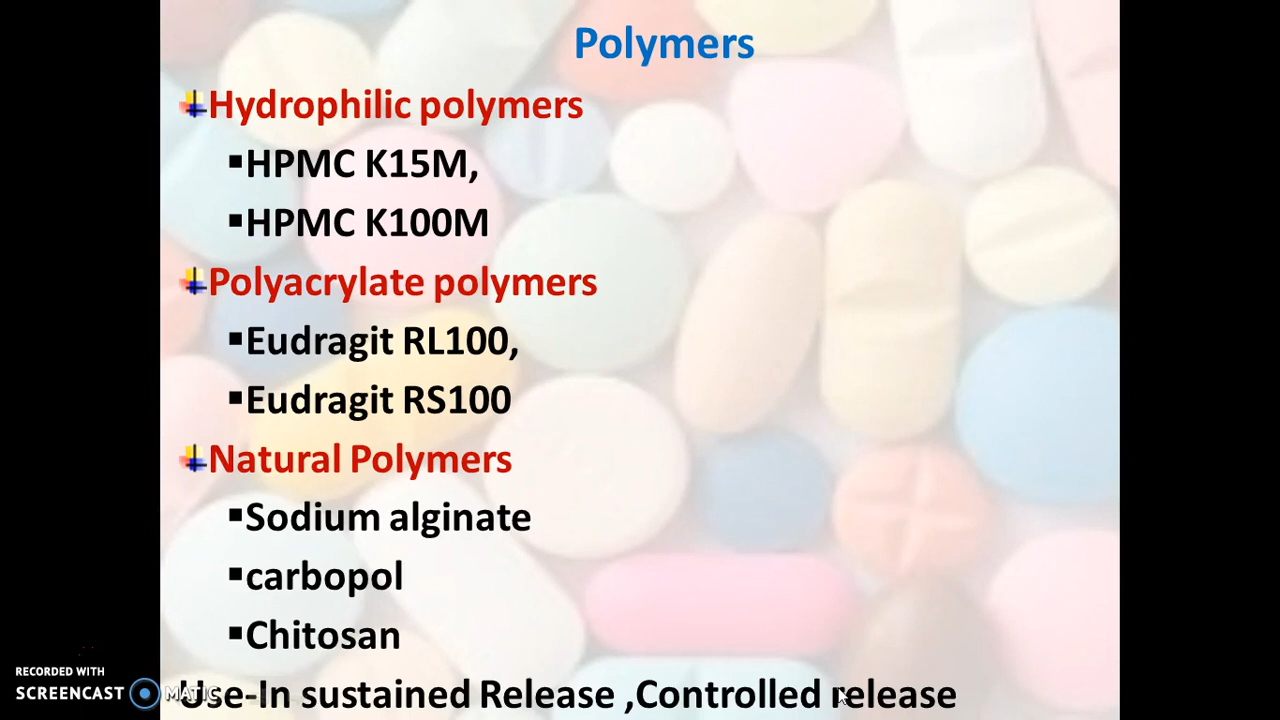 Polymers
Hydrophilic polymers
▪HPMC K15M,
▪HPMC K100M
Polyacrylate polymers
▪Eudragit RL100,
▪Eudragit RS100
Natural Polymers
▪Sodium alginate
▪carbopol
▪Chitosan
Use-In sustained Release ,Controlled release
RECORDED WITH
SCREENCAST MATIC